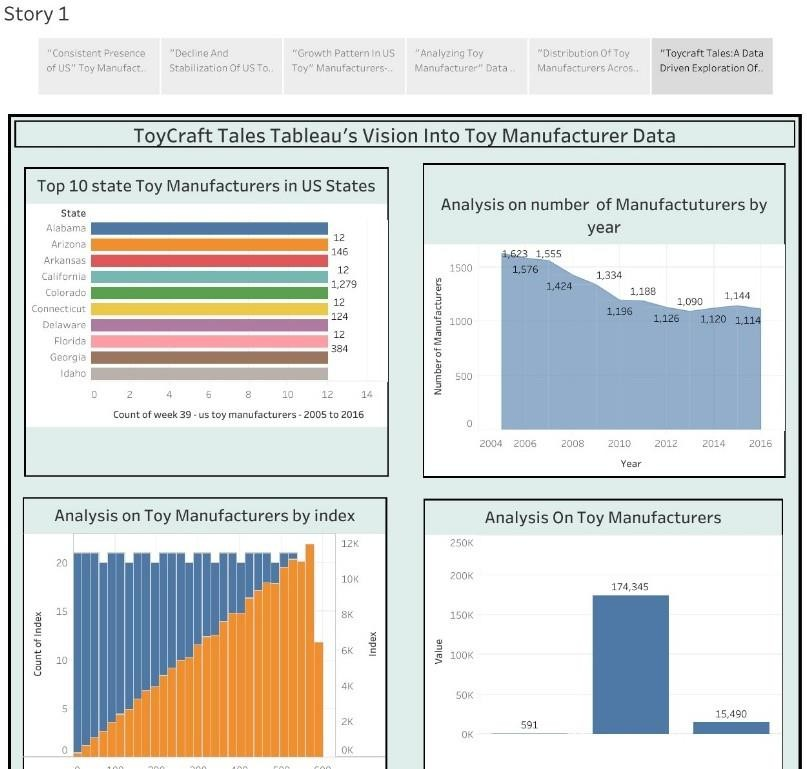 Story 1
"Consistent Presence
of US" Toy Manufact..
"Decline And
Stabilization Of US To..
"Growth Pattern In US
Toy" Manufacturers-..
"Analyzing Toy
Manufacturer" Data ..
"Distribution Of Toy
Manufacturers Acros..
"Toycraft Tales:A Data
Driven Exploration Of..
ToyCraft Tales Tableau's Vision Into Toy Manufacturer Data
Top 10 state Toy Manufacturers in US States
State
Alabama
12
Arizona
146
Arkansas
12
California
1,279
Colorado
12
Connecticut
124
Delaware
12
Florida
384
Georgia
Idaho
0 2 4 6 8 10 12 14
Count of week 39 - us toy manufacturers - 2005 to 2016
Analysis on number of Manufactuturers by
year
Number of Manufacturers
1500
1000
500
0
1,623 1,555
1,576
1,424
1,334
1,196
1,188
1,126
1,090
1,120
1,144
1,114
2004 2006 2008 2010 2012 2014 2016
Year
Analysis on Toy Manufacturers by index
Count of Index
20
15
10
5
0
12K
10K
8K
6K
4K
2K
0K
Index
Analysis On Toy Manufacturers
Value
250K
200K
150K
100K
50K
0K
591
174,345
15,490